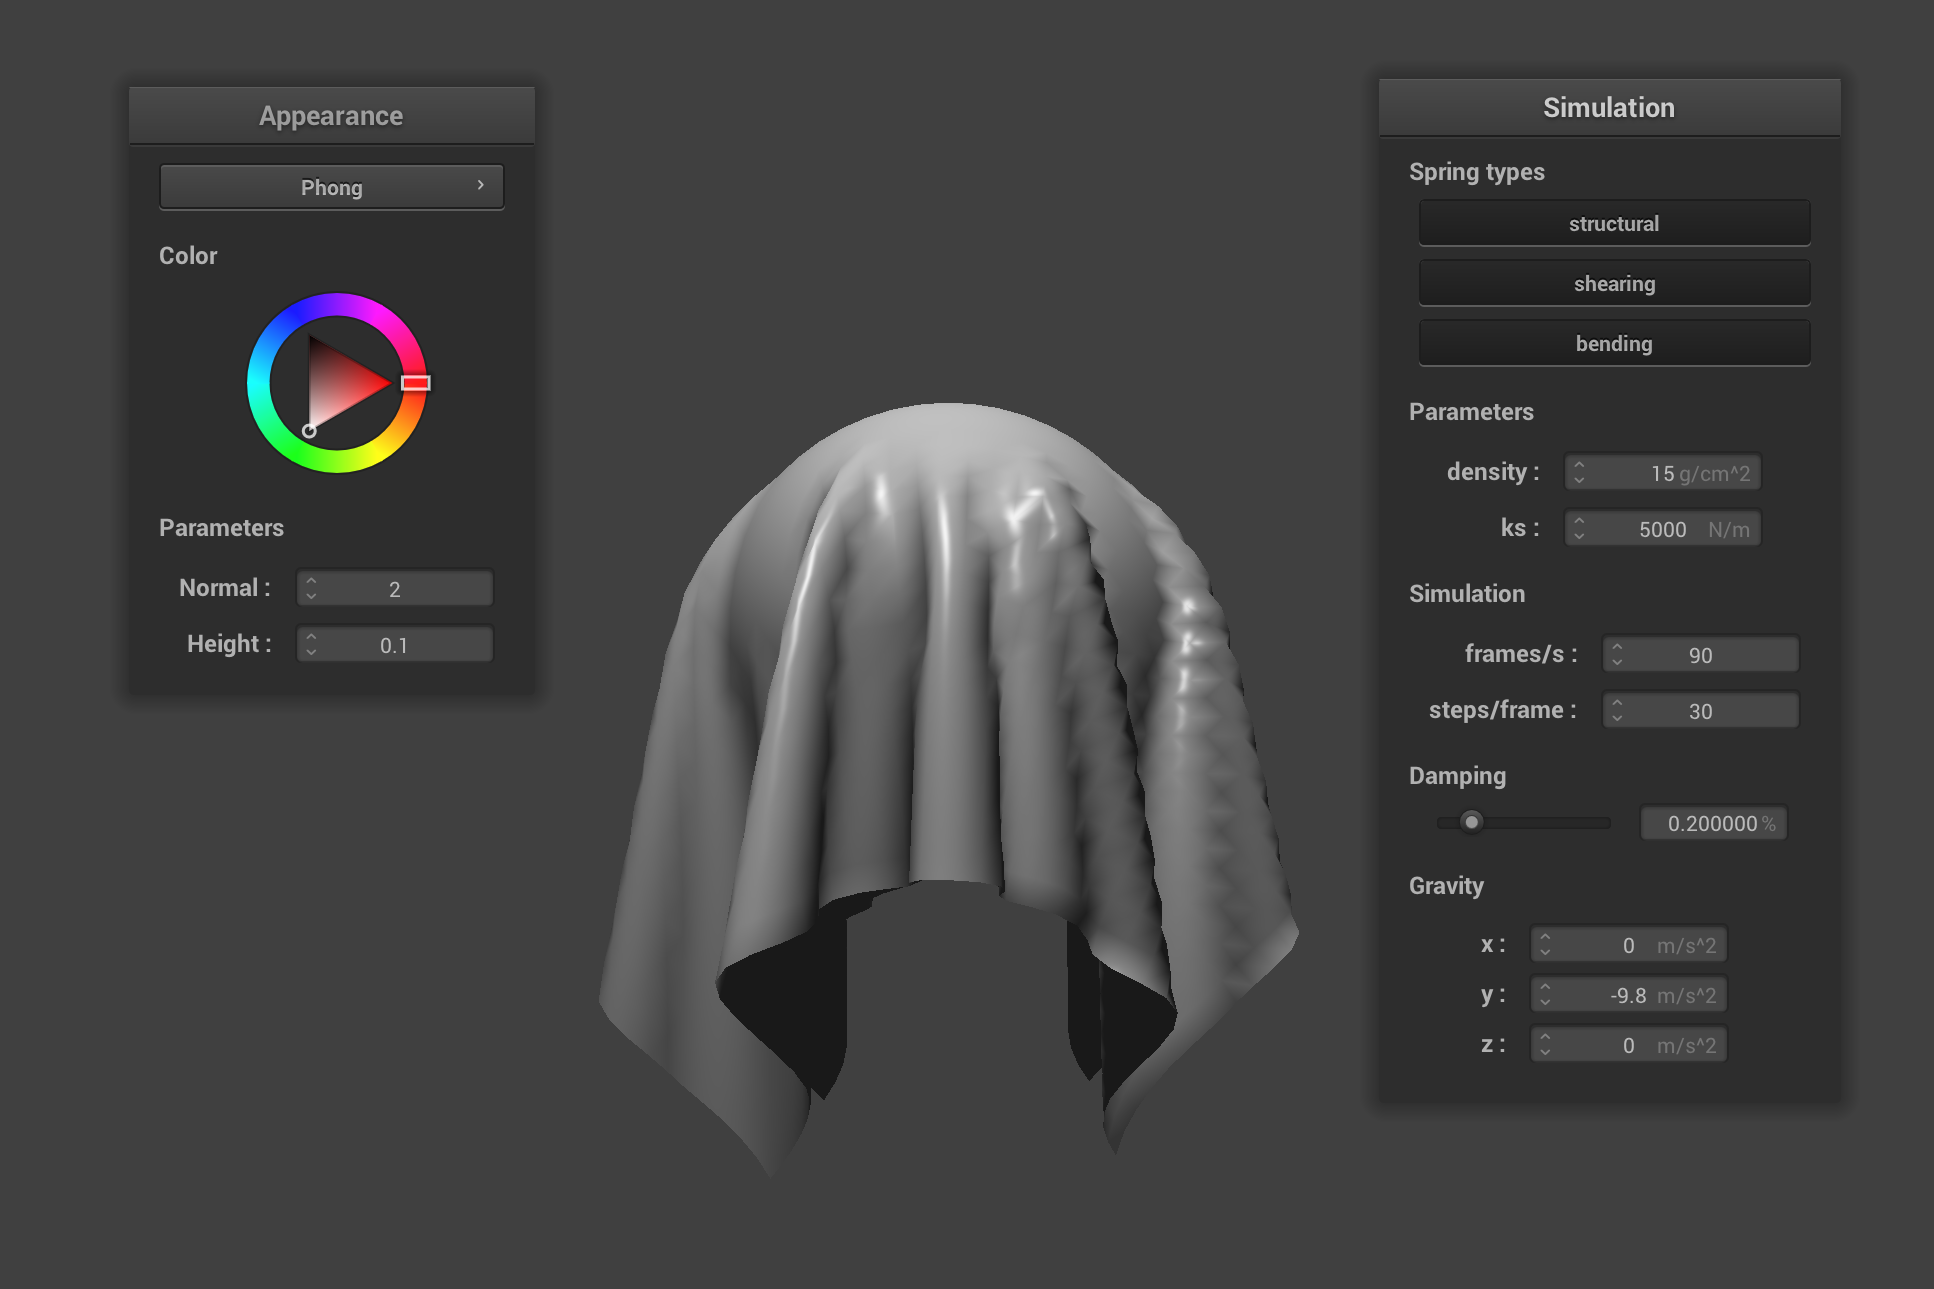 Appearance
Phong
Color
Parameters
Normal : 2
Height : 0.1
Simulation
Spring types
structural
shearing
bending
Parameters
density : 15 g/cm^2
ks : 5000 N/m
Simulation
frames/s : 90
steps/frame : 30
Damping
0.200000 %
Gravity
x : 0 m/s^2
y : -9.8 m/s^2
z : 0 m/s^2